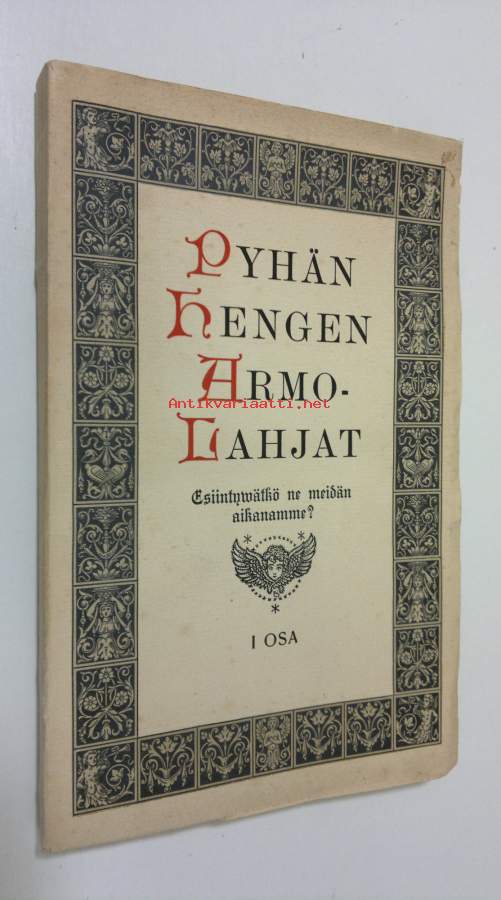 PYHÄN
HENGEN
ARMO-
LAHJAT
Antikvariaatti.net
Esiintywätkö ne meidän
aikanamme?
I OSA